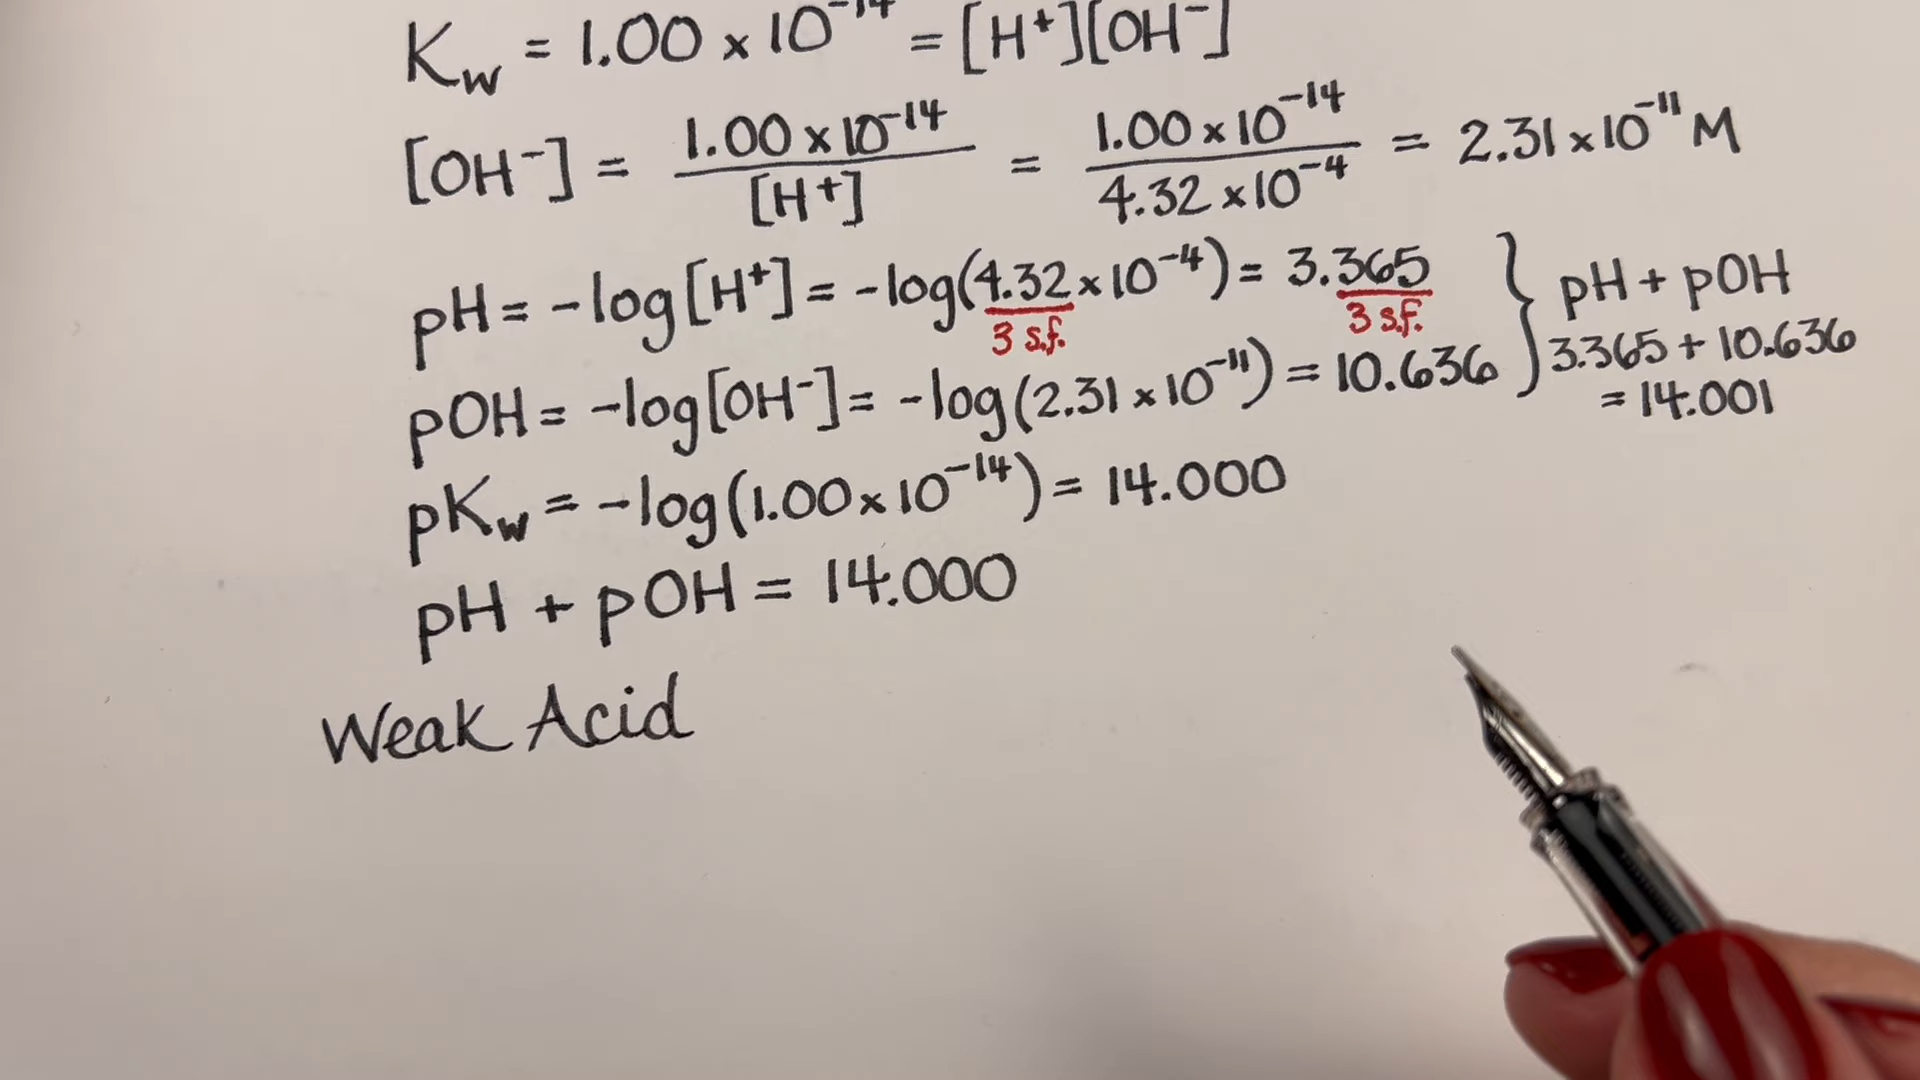 Kw = 1.00 x 10⁻¹⁴ = [H⁺][OH⁻]
[OH⁻] = 1.00 x 10⁻¹⁴ / [H⁺] = 1.00 x 10⁻¹⁴ / 4.32 x 10⁻⁴ = 2.31 x 10⁻¹¹ M
pH = -log[H⁺] = -log(4.32 x 10⁻⁴) = 3.365
3 s.f. 3 s.f.
pOH = -log[OH⁻] = -log(2.31 x 10⁻¹¹) = 10.636
} pH + pOH
3.365 + 10.636
= 14.001
pKw = -log(1.00 x 10⁻¹⁴) = 14.000
pH + pOH = 14.000
Weak Acid